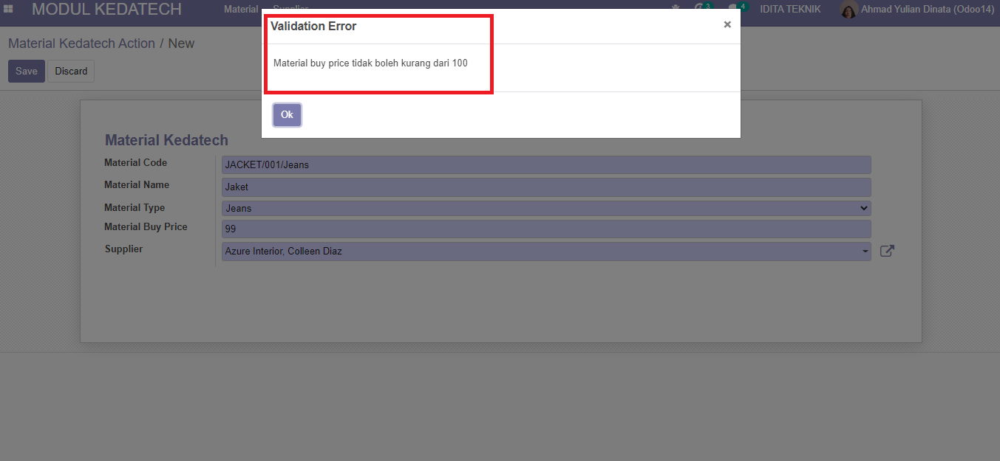 MODUL KEDATECH
Material Supplier
3
4
IDITA TEKNIK
Ahmad Yulian Dinata (Odoo14)
Material Kedatech Action / New
Save
Discard
Validation Error
×
Material buy price tidak boleh kurang dari 100
Ok
Material Kedatech
Material Code
JACKET/001/Jeans
Material Name
Jaket
Material Type
Jeans
Material Buy Price
99
Supplier
Azure Interior, Colleen Diaz